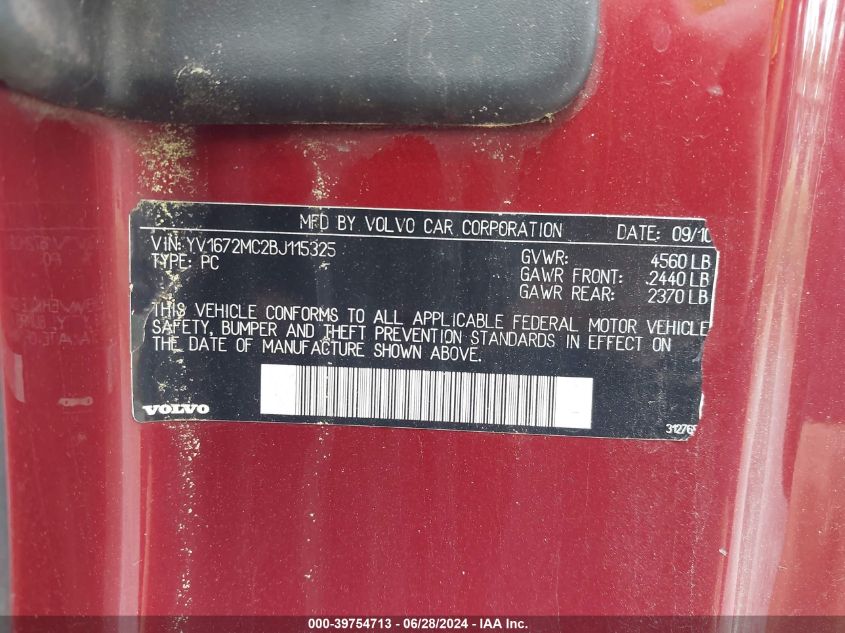 MFD BY VOLVO CAR CORPORATION DATE: 09/10
VIN: YV1672MC2BJ115325 GVWR: 4560 LB
TYPE: PC GAWR FRONT: 2440 LB
GAWR REAR: 2370 LB
THIS VEHICLE CONFORMS TO ALL APPLICABLE FEDERAL MOTOR VEHICLE
SAFETY, BUMPER AND THEFT PREVENTION STANDARDS IN EFFECT ON
THE DATE OF MANUFACTURE SHOWN ABOVE.
VOLVO
000-39754713 / 06/28/2024 / IAA Inc.